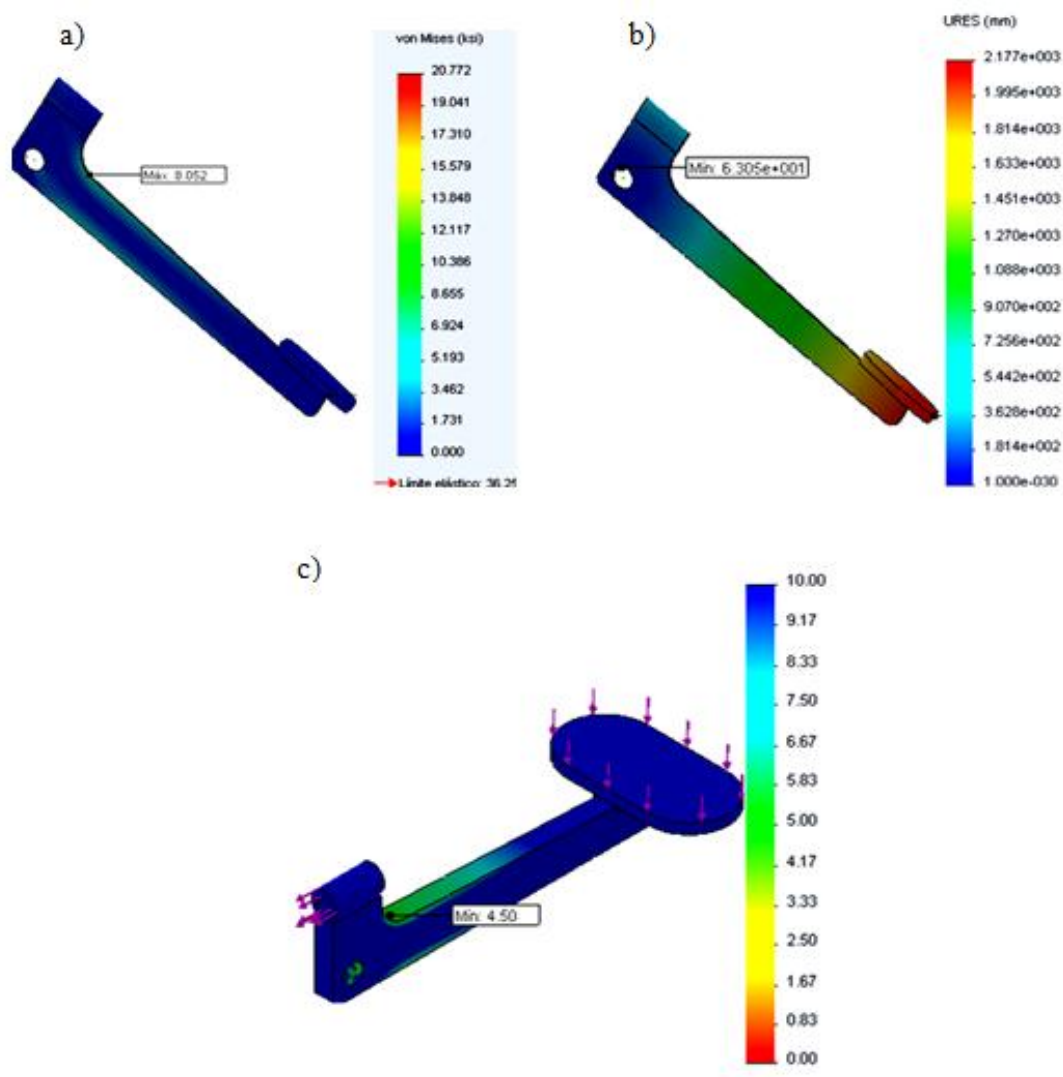 a)
von Mises (ksi)
20.772
19.041
17.310
15.579
13.848
12.117
10.386
8.655
6.924
5.193
3.462
1.731
0.000
Límite elástico: 36.25
Máx: 8.052
b)
URES (mm)
2.177e+003
1.995e+003
1.814e+003
1.633e+003
1.451e+003
1.270e+003
1.088e+003
9.070e+002
7.256e+002
5.442e+002
3.628e+002
1.814e+002
1.000e-030
Min: 6.305e+001
c)
10.00
9.17
8.33
7.50
6.67
5.83
5.00
4.17
3.33
2.50
1.67
0.83
0.00
Mín: 4.50